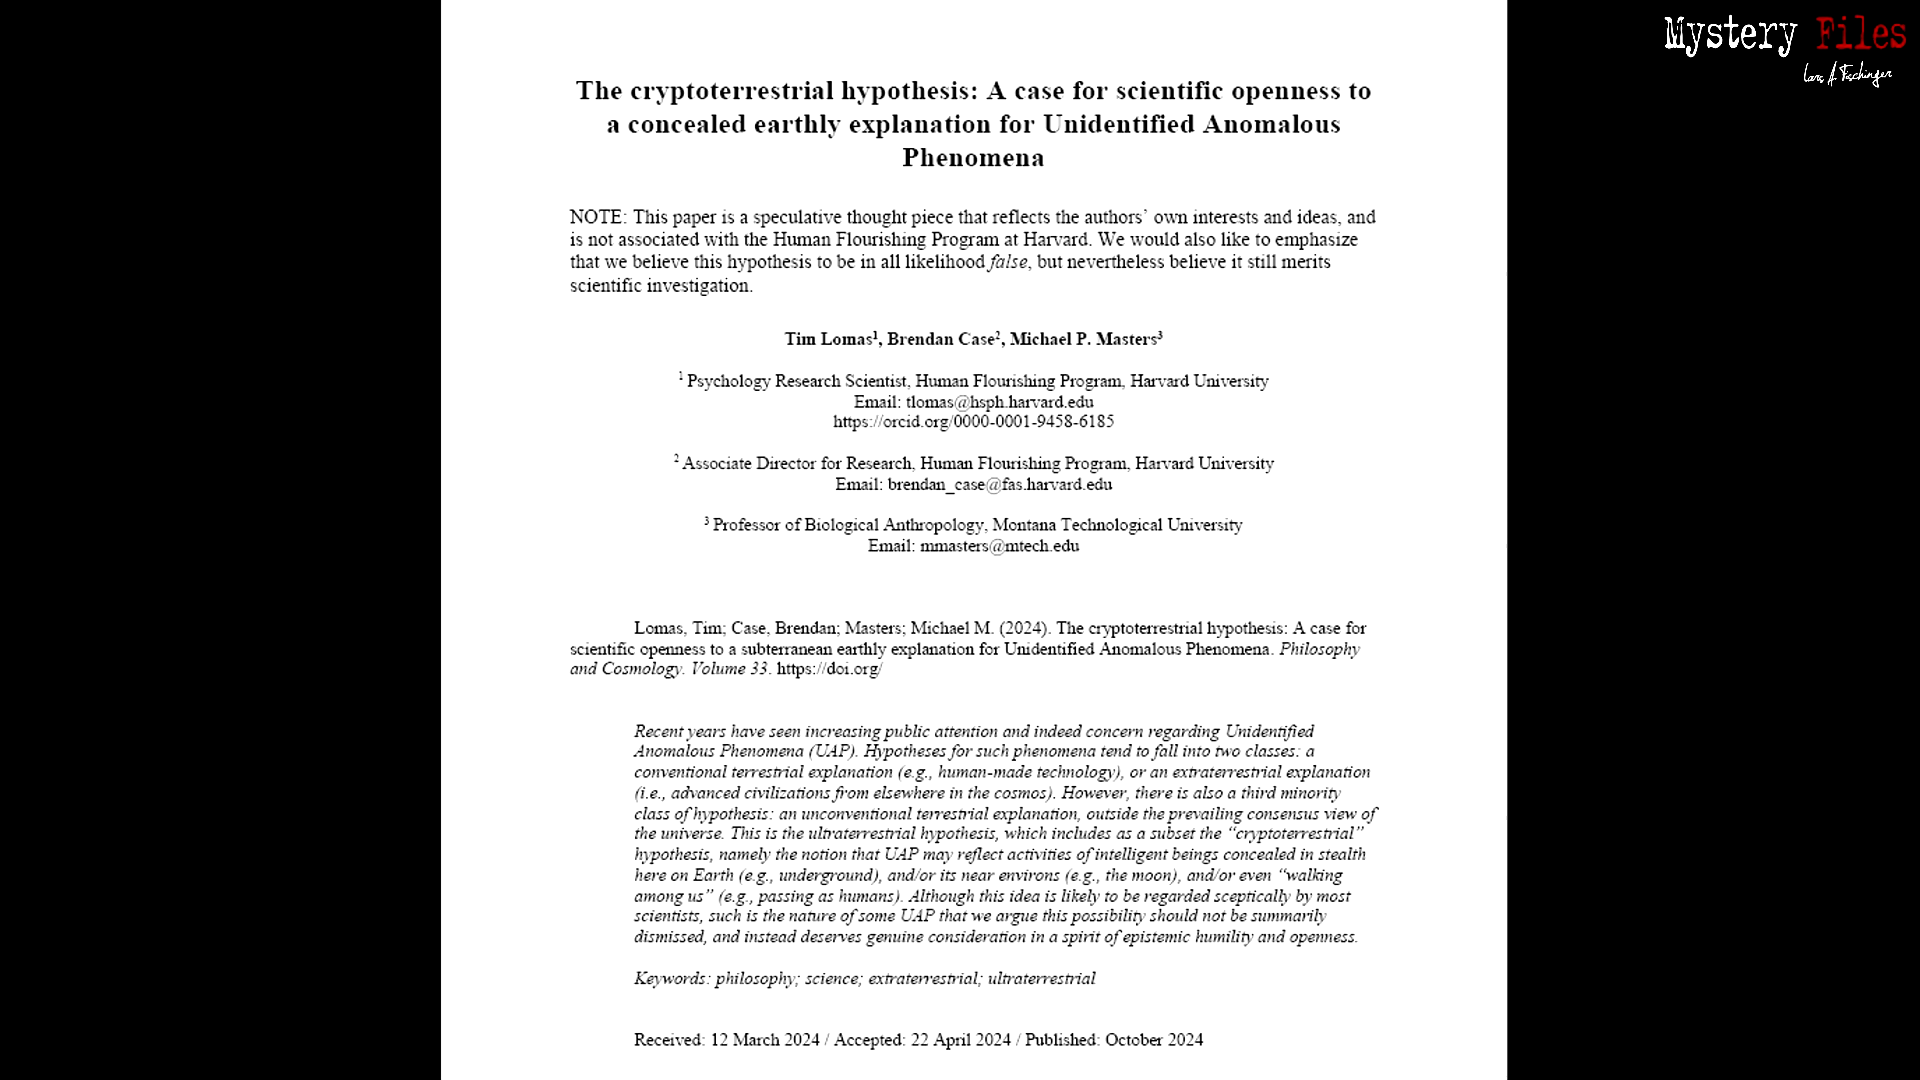 Mystery Files
Lars A. Fischinger
The cryptoterrestrial hypothesis: A case for scientific openness to
a concealed earthly explanation for Unidentified Anomalous
Phenomena
NOTE: This paper is a speculative thought piece that reflects the authors’ own interests and ideas, and
is not associated with the Human Flourishing Program at Harvard. We would also like to emphasize
that we believe this hypothesis to be in all likelihood false, but nevertheless believe it still merits
scientific investigation.
Tim Lomas¹, Brendan Case², Michael P. Masters³
¹ Psychology Research Scientist, Human Flourishing Program, Harvard University
Email: tlomas@hsph.harvard.edu
https://orcid.org/0000-0001-9458-6185
² Associate Director for Research, Human Flourishing Program, Harvard University
Email: brendan_case@fas.harvard.edu
³ Professor of Biological Anthropology, Montana Technological University
Email: mmasters@mtech.edu
Lomas, Tim; Case, Brendan; Masters; Michael M. (2024). The cryptoterrestrial hypothesis: A case for
scientific openness to a subterranean earthly explanation for Unidentified Anomalous Phenomena. Philosophy
and Cosmology. Volume 33. https://doi.org/
Recent years have seen increasing public attention and indeed concern regarding Unidentified
Anomalous Phenomena (UAP). Hypotheses for such phenomena tend to fall into two classes: a
conventional terrestrial explanation (e.g., human-made technology), or an extraterrestrial explanation
(i.e., advanced civilizations from elsewhere in the cosmos). However, there is also a third minority
class of hypothesis: an unconventional terrestrial explanation, outside the prevailing consensus view of
the universe. This is the ultraterrestrial hypothesis, which includes as a subset the “cryptoterrestrial”
hypothesis, namely the notion that UAP may reflect activities of intelligent beings concealed in stealth
here on Earth (e.g., underground), and/or its near environs (e.g., the moon), and/or even “walking
among us” (e.g., passing as humans). Although this idea is likely to be regarded sceptically by most
scientists, such is the nature of some UAP that we argue this possibility should not be summarily
dismissed, and instead deserves genuine consideration in a spirit of epistemic humility and openness.
Keywords: philosophy; science; extraterrestrial; ultraterrestrial
Received: 12 March 2024 / Accepted: 22 April 2024 / Published: October 2024